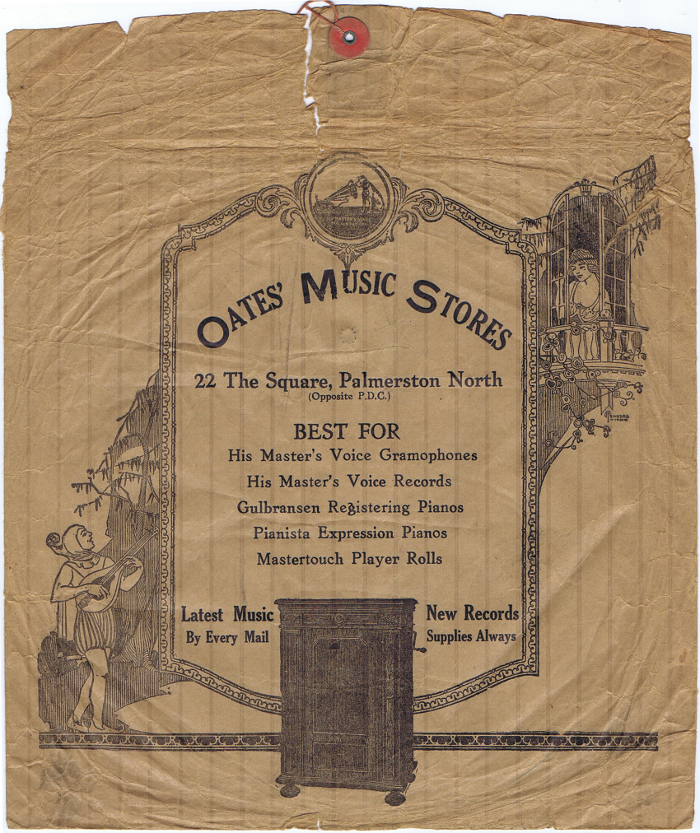 OATES' MUSIC STORES
22 The Square, Palmerston North
(Opposite P.D.C.)
BEST FOR
His Master's Voice Gramophones
His Master's Voice Records
Gulbransen Registering Pianos
Pianista Expression Pianos
Mastertouch Player Rolls
Latest Music
By Every Mail
New Records
Supplies Always